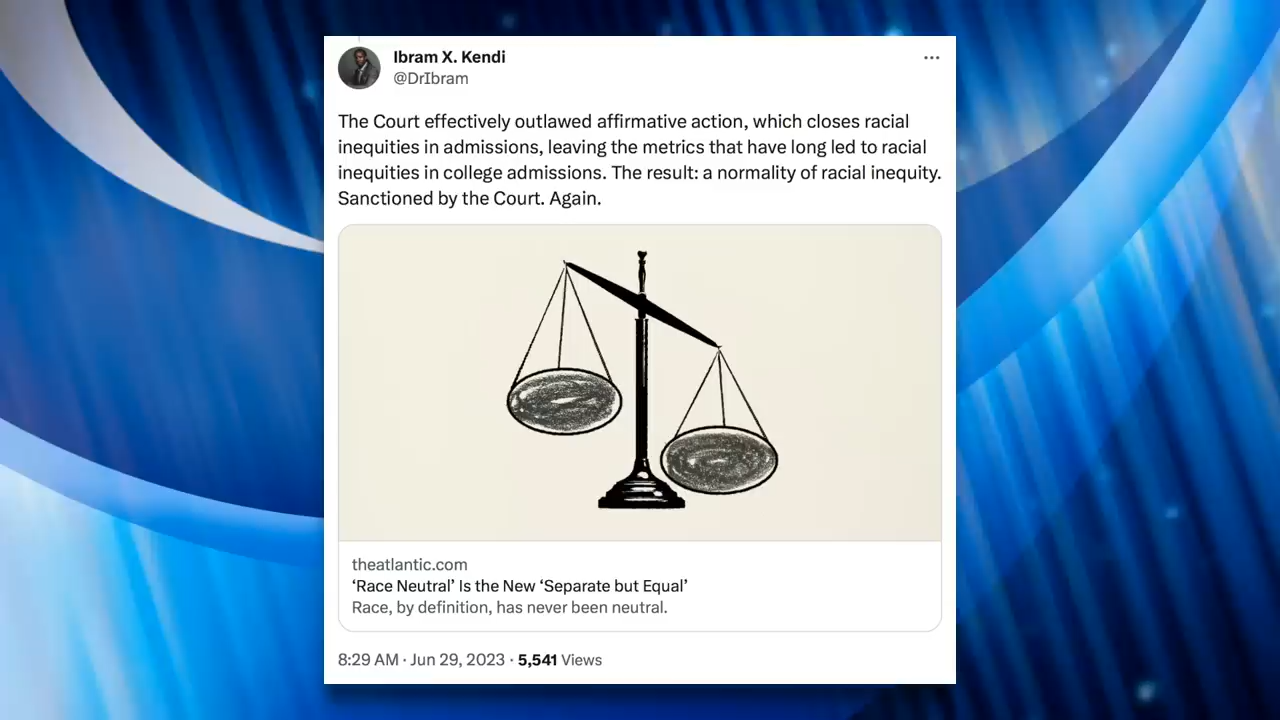 Ibram X. Kendi
@DrIbram
The Court effectively outlawed affirmative action, which closes racial
inequities in admissions, leaving the metrics that have long led to racial
inequities in college admissions. The result: a normality of racial inequity.
Sanctioned by the Court. Again.
theatlantic.com
‘Race Neutral’ Is the New ‘Separate but Equal’
Race, by definition, has never been neutral.
8:29 AM · Jun 29, 2023 · 5,541 Views